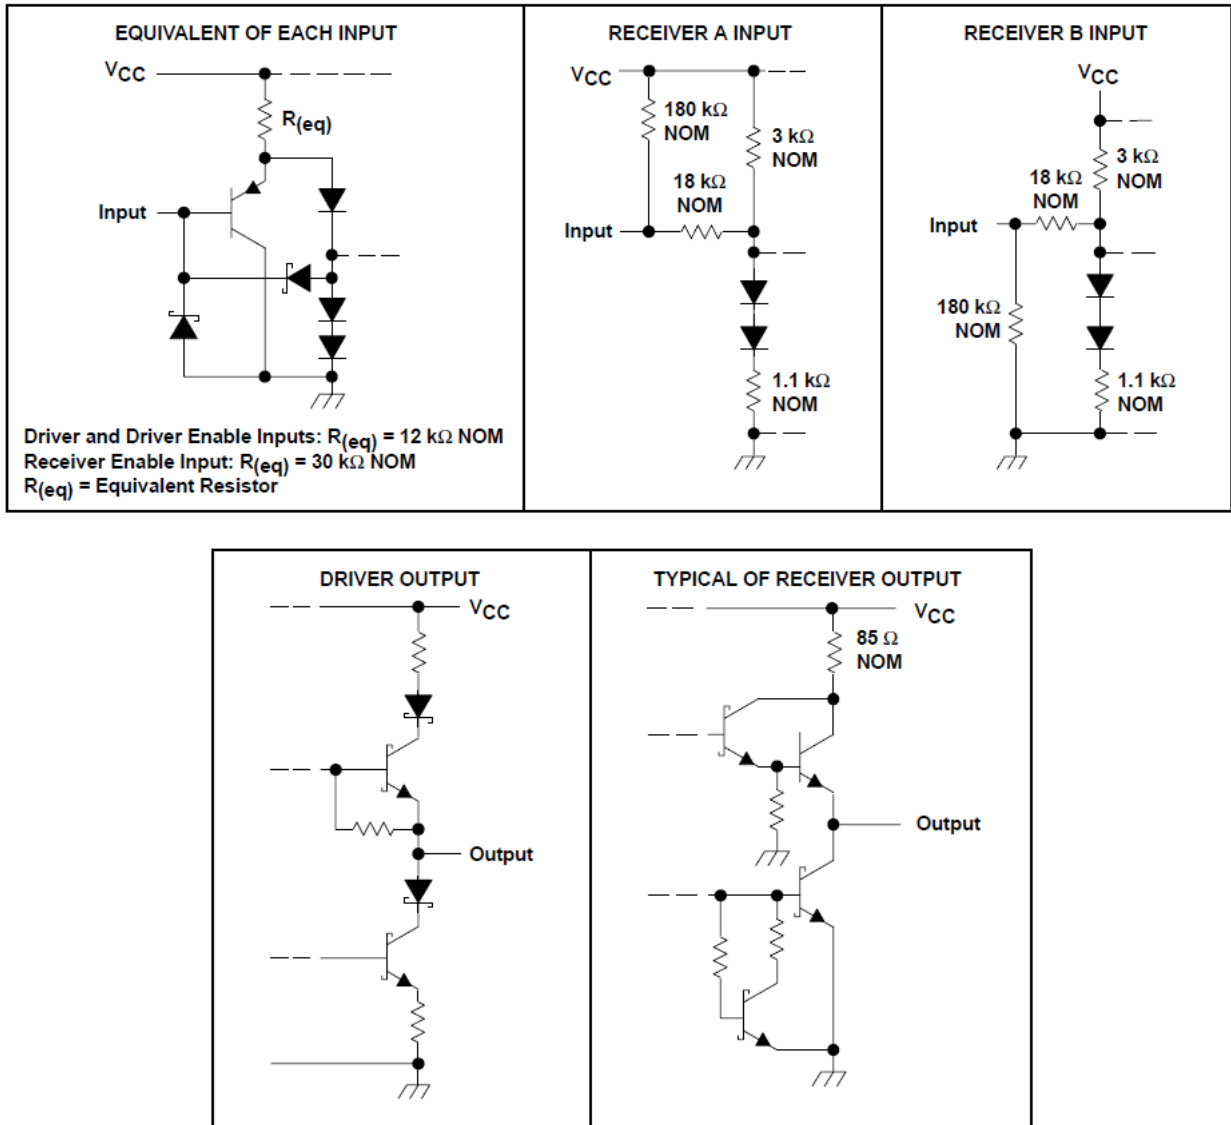 EQUIVALENT OF EACH INPUT
VCC
R(eq)
Input
Driver and Driver Enable Inputs: R(eq) = 12 kΩ NOM
Receiver Enable Input: R(eq) = 30 kΩ NOM
R(eq) = Equivalent Resistor
RECEIVER A INPUT
VCC
180 kΩ
NOM
3 kΩ
NOM
18 kΩ
NOM
Input
1.1 kΩ
NOM
RECEIVER B INPUT
VCC
3 kΩ
NOM
18 kΩ
NOM
Input
180 kΩ
NOM
1.1 kΩ
NOM
DRIVER OUTPUT
VCC
Output
TYPICAL OF RECEIVER OUTPUT
VCC
85 Ω
NOM
Output